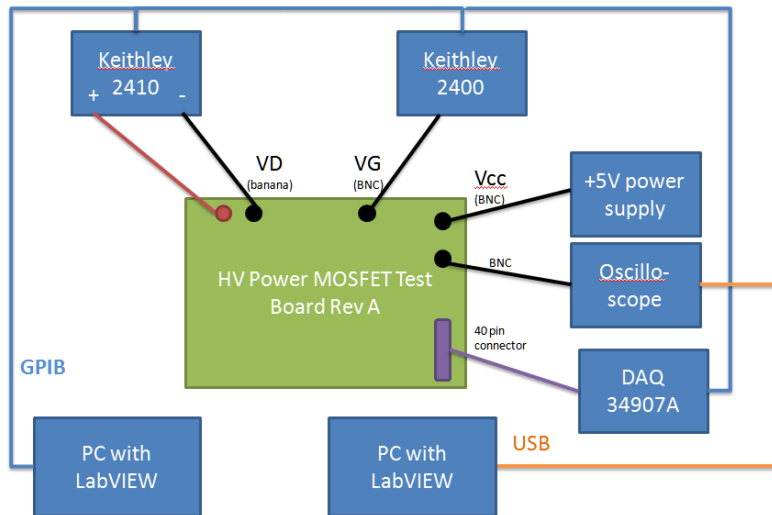 Keithley
2410
+ -
Keithley
2400
VD
(banana)
VG
(BNC)
Vcc
(BNC)
+5V power
supply
BNC
Oscillo-
scope
HV Power MOSFET Test
Board Rev A
40 pin
connector
GPIB
DAQ
34907A
PC with
LabVIEW
PC with
LabVIEW
USB